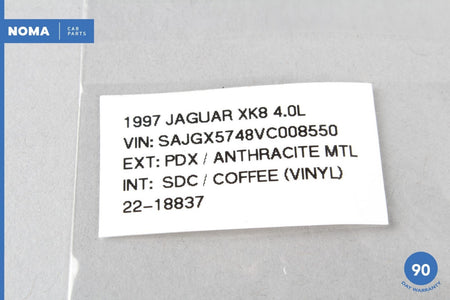 NOMA CAR PARTS
1997 JAGUAR XK8 4.0L
VIN: SAJGX5748VC008550
EXT: PDX / ANTHRACITE MTL
INT: SDC / COFFEE (VINYL)
22-18837
90
DAY WARRANTY